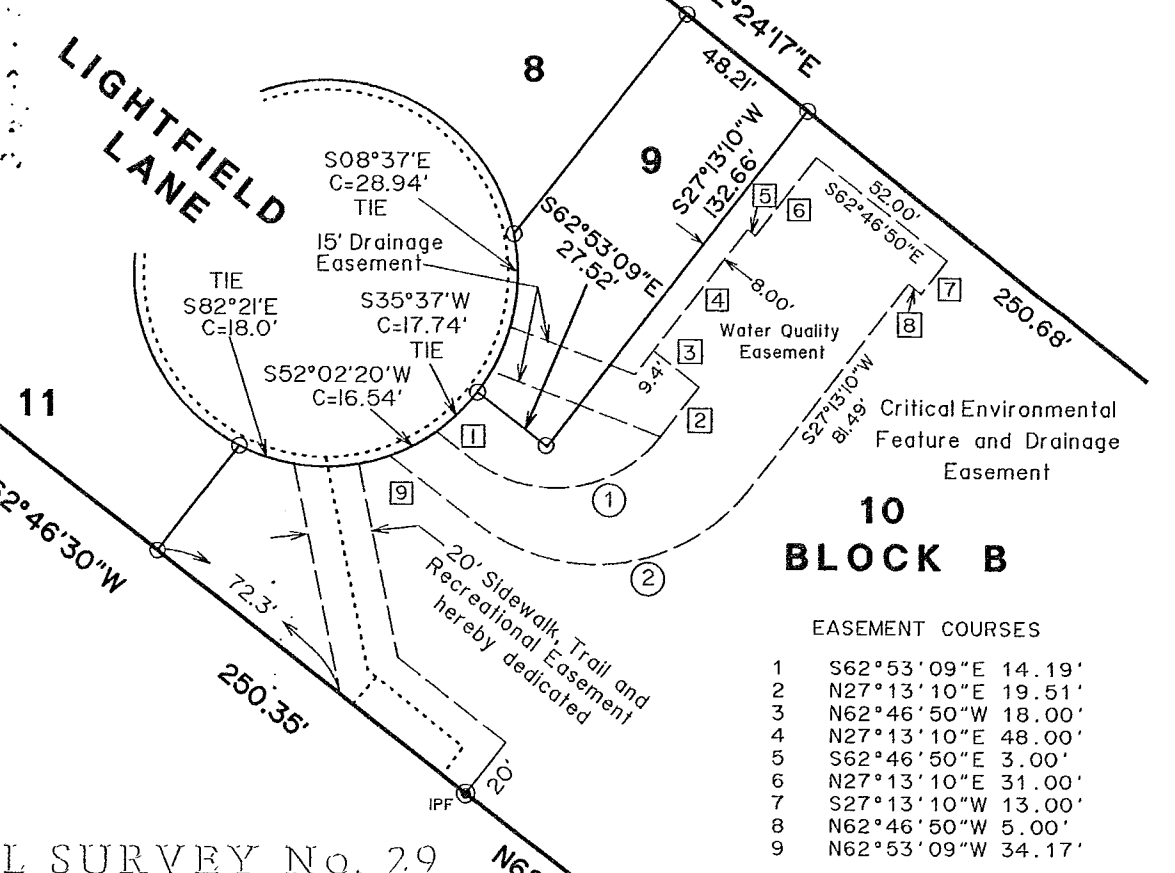 LIGHTFIELD
LANE
8
°24'17"E
48.21'
9
S27°13'10"W
132.66'
S08°37'E
C=28.94'
TIE
15' Drainage
Easement
S62°53'09"E
27.52'
5
6
52.00'
S62°46'50"E
7
8
250.68'
TIE
S82°21'E
C=18.0'
S35°37'W
C=17.74'
TIE
4
8.00'
Water Quality
Easement
3
9.4'
S52°02'20"W
C=16.54'
1
2
S27°13'10"W
81.49'
11
Critical Environmental
Feature and Drainage
Easement
9
1
10
BLOCK B
2
2°46'30"W
72.3'
20' Sidewalk, Trail and
Recreational Easement
hereby dedicated
250.35'
20'
IPF
EASEMENT COURSES
1 S62°53'09"E 14.19'
2 N27°13'10"E 19.51'
3 N62°46'50"W 18.00'
4 N27°13'10"E 48.00'
5 S62°46'50"E 3.00'
6 N27°13'10"E 31.00'
7 S27°13'10"W 13.00'
8 N62°46'50"W 5.00'
9 N62°53'09"W 34.17'
L SURVEY No. 29